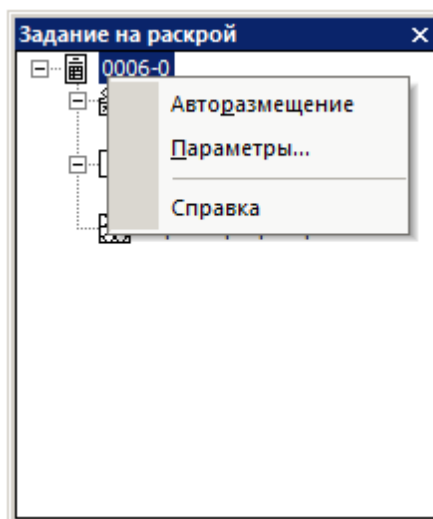 Задание на раскрой
0006-0
Авторазмещение
Параметры...
Справка